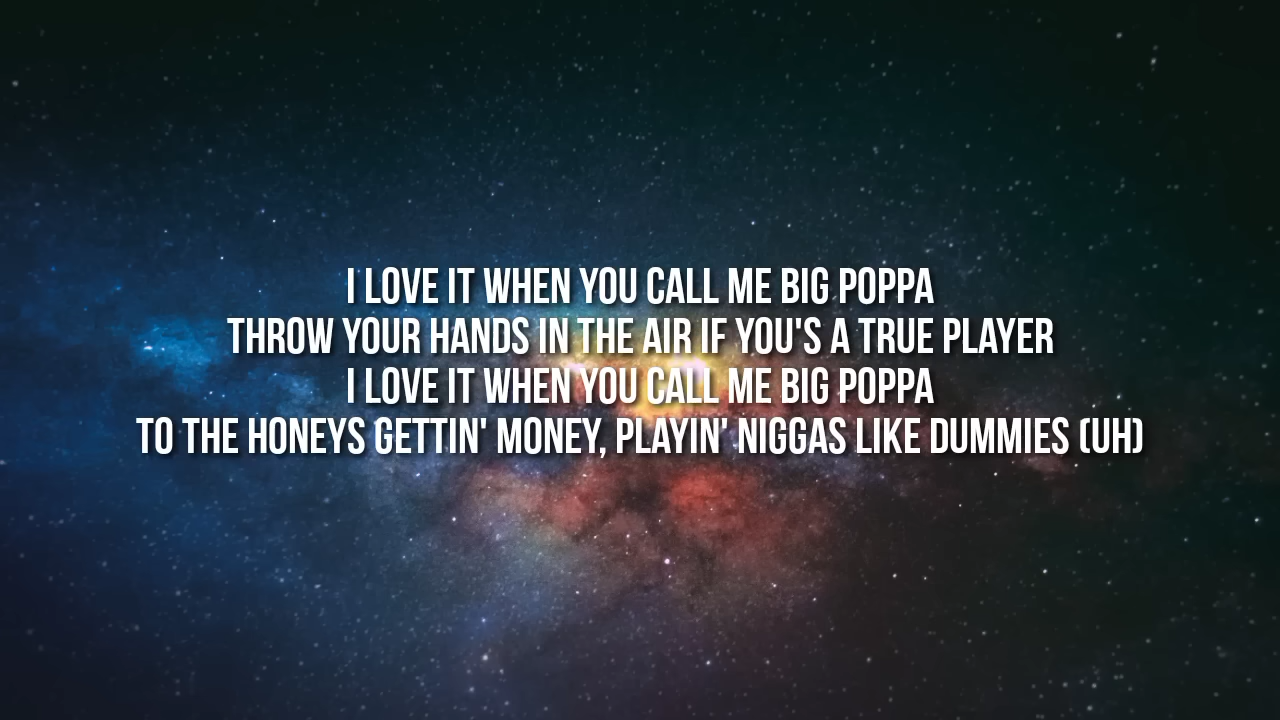 I LOVE IT WHEN YOU CALL ME BIG POPPA
THROW YOUR HANDS IN THE AIR IF YOU'S A TRUE PLAYER
I LOVE IT WHEN YOU CALL ME BIG POPPA
TO THE HONEYS GETTIN' MONEY, PLAYIN' NIGGAS LIKE DUMMIES (UH)